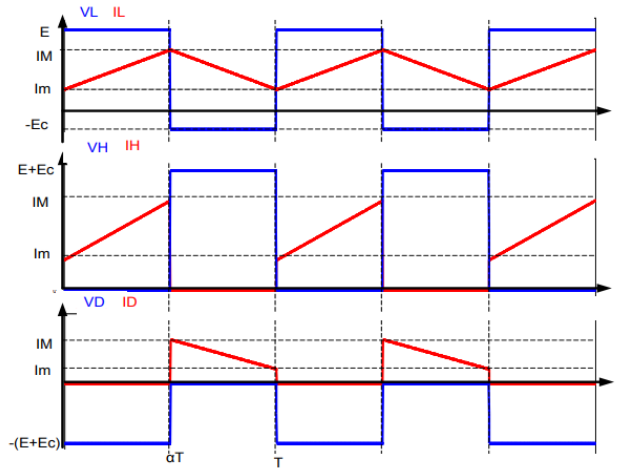 VL IL
E
IM
Im
-Ec
VH IH
E+Ec
IM
Im
VD ID
IM
Im
-(E+Ec)
αT T